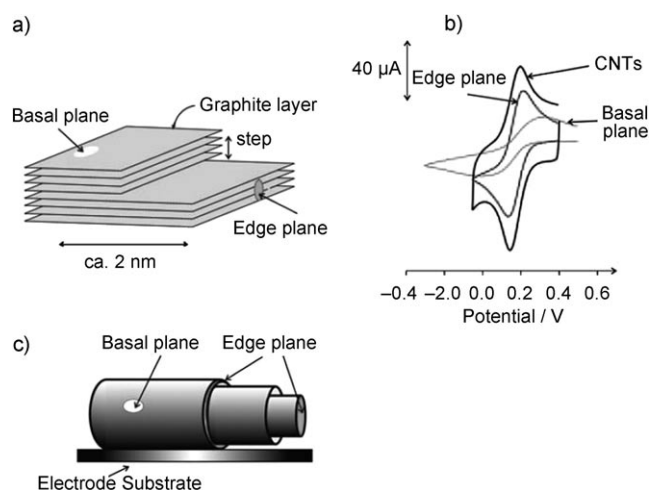 a)
Graphite layer
Basal plane
step
Edge plane
ca. 2 nm
b)
40 µA
CNTs
Edge plane
Basal
plane
–0.4 –2.0 0.0 0.2 0.4 0.6
Potential / V
c)
Basal plane
Edge plane
Electrode Substrate